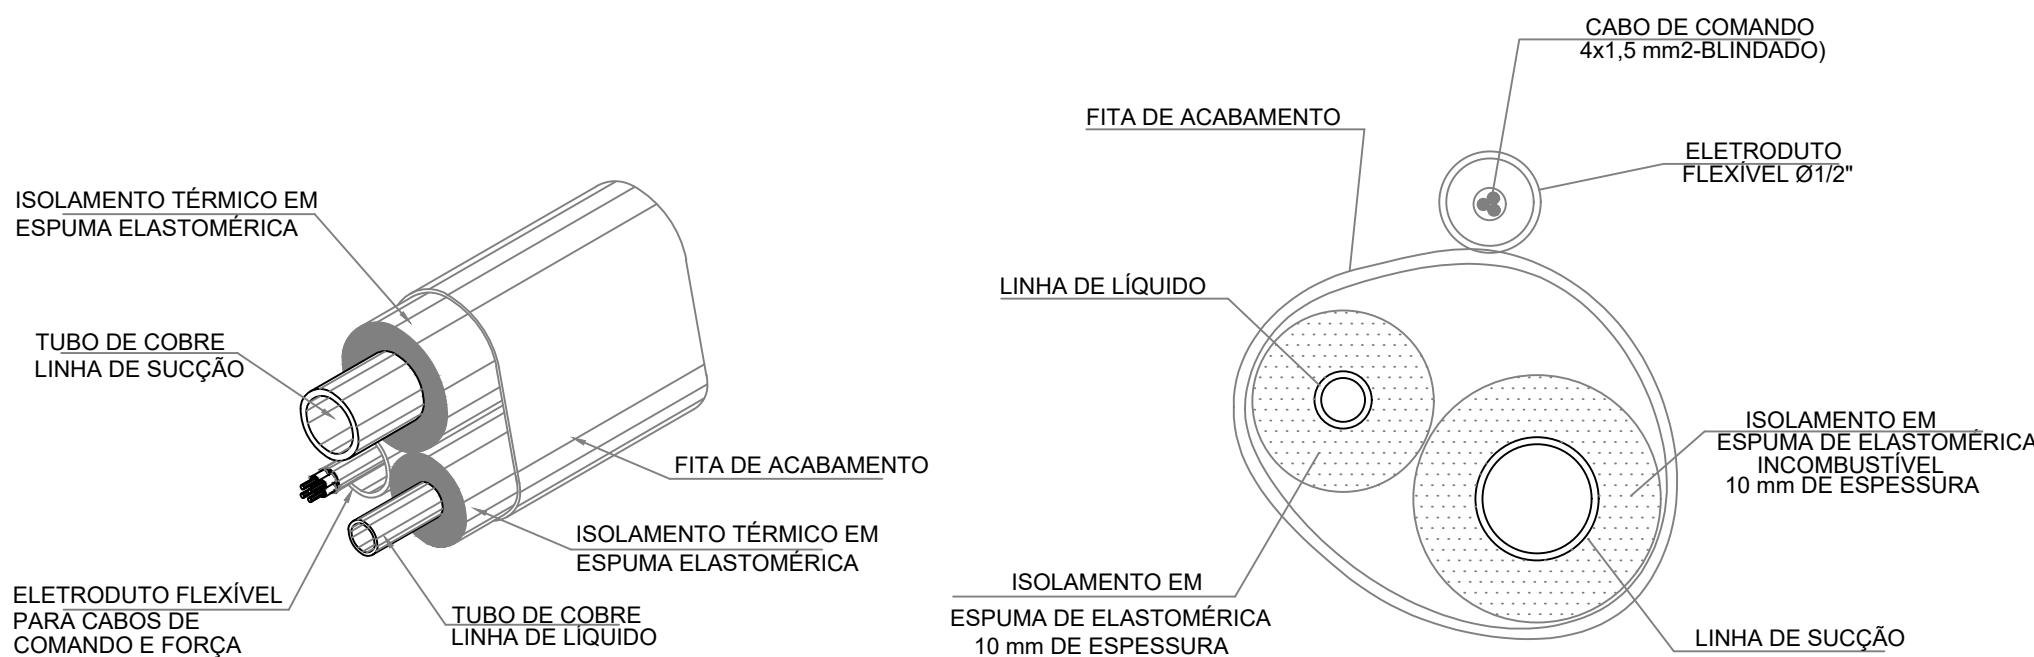 ISOLAMENTO TÉRMICO EM
ESPUMA ELASTOMÉRICA
TUBO DE COBRE
LINHA DE SUCÇÃO
FITA DE ACABAMENTO
ISOLAMENTO TÉRMICO EM
ESPUMA ELASTOMÉRICA
ELETRODUTO FLEXÍVEL
PARA CABOS DE
COMANDO E FORÇA
TUBO DE COBRE
LINHA DE LÍQUIDO
CABO DE COMANDO
4x1,5 mm2-BLINDADO)
FITA DE ACABAMENTO
ELETRODUTO
FLEXÍVEL Ø1/2"
LINHA DE LÍQUIDO
ISOLAMENTO EM
ESPUMA DE ELASTOMÉRICA
INCOMBUSTÍVEL
10 mm DE ESPESSURA
ISOLAMENTO EM
ESPUMA DE ELASTOMÉRICA
10 mm DE ESPESSURA
LINHA DE SUCÇÃO